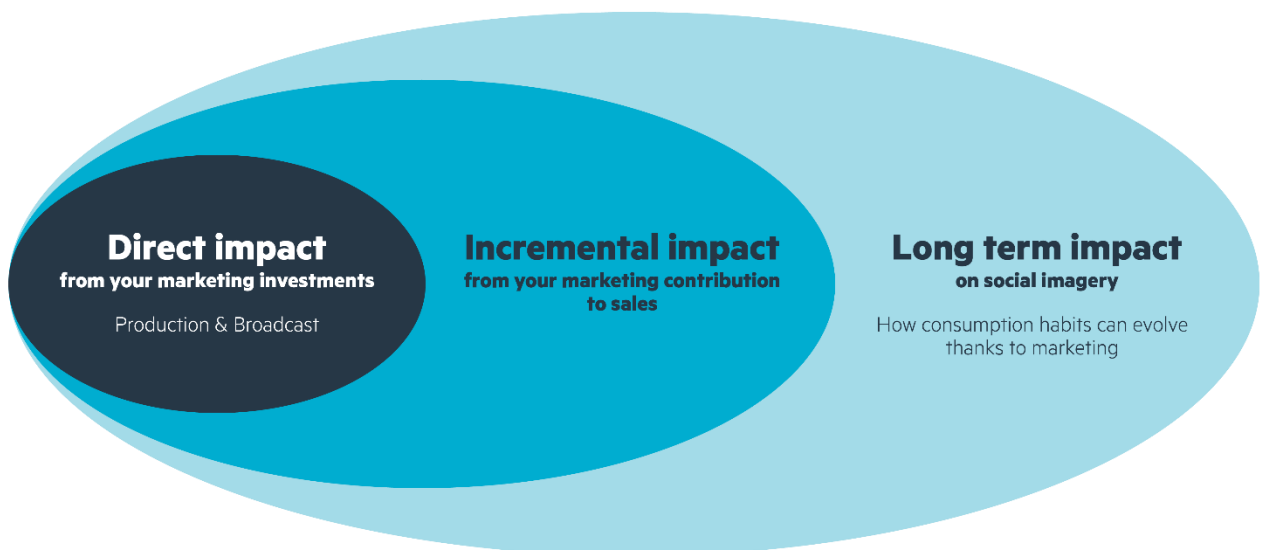 Direct impact
from your marketing investments
Production & Broadcast
Incremental impact
from your marketing contribution
to sales
Long term impact
on social imagery
How consumption habits can evolve
thanks to marketing